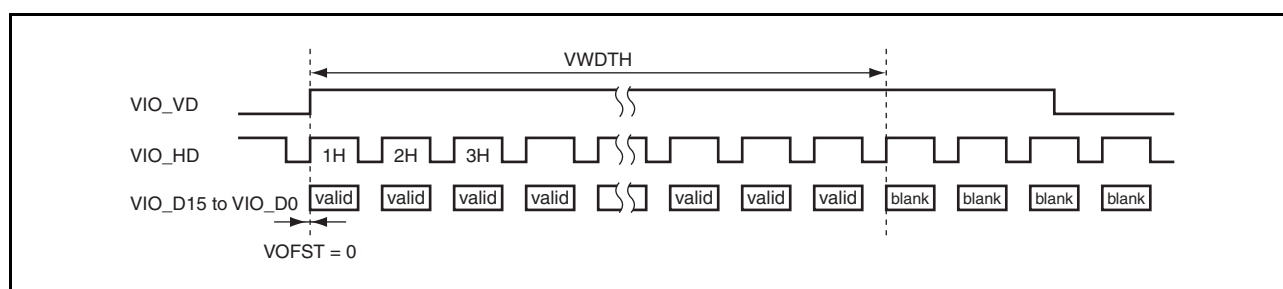 VWDTH
VIO_VD
VIO_HD 1H 2H 3H
VIO_D15 to VIO_D0 valid valid valid valid valid valid valid blank blank blank blank
VOFST = 0